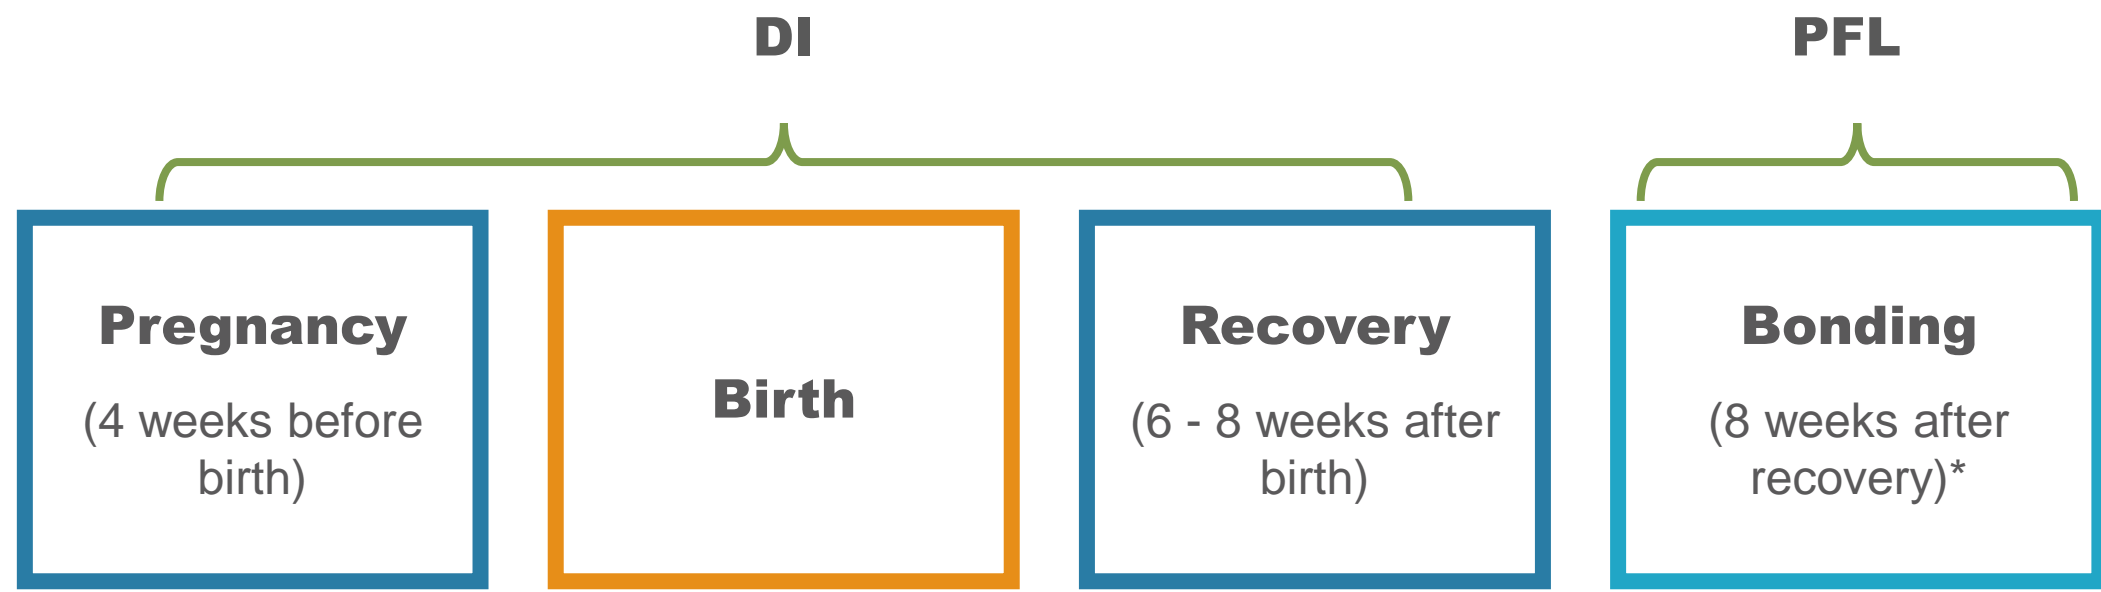 DI
PFL
Pregnancy
(4 weeks before
birth)
Birth
Recovery
(6 - 8 weeks after
birth)
Bonding
(8 weeks after
recovery)*